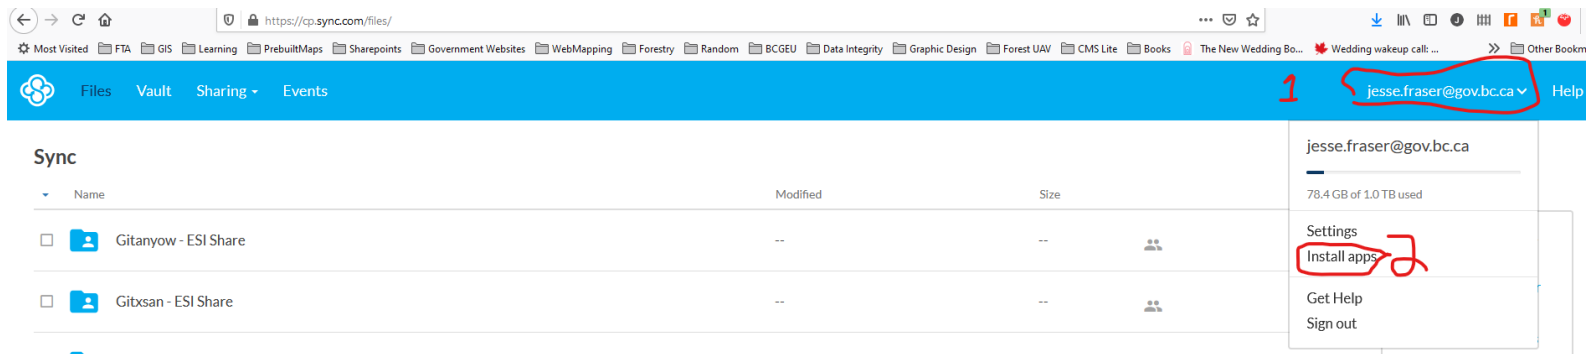 https://cp.sync.com/files/
1
Most Visited FTA GIS Learning PrebuiltMaps Sharepoints Government Websites WebMapping Forestry Random BCGEU Data Integrity Graphic Design Forest UAV CMS Lite Books The New Wedding Bo... Wedding wakeup call: ... Other Bookm
Files Vault Sharing Events 1 jesse.fraser@gov.bc.ca Help
Sync
jesse.fraser@gov.bc.ca
Name Modified Size 78.4 GB of 1.0 TB used
Gitanyow - ESI Share -- --
Settings
Install apps 2
Gitxsan - ESI Share -- --
Get Help
Sign out